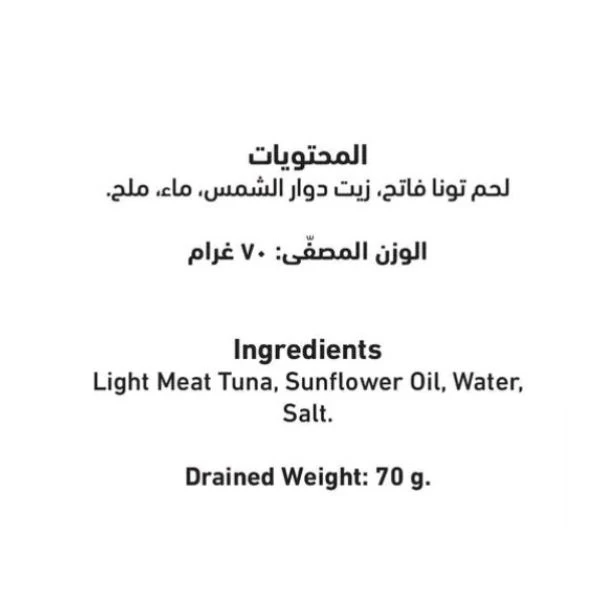 المحتويات
لحم تونا فاتح، زيت دوار الشمس، ماء، ملح.
الوزن المصفّى: ٧٠ غرام
Ingredients
Light Meat Tuna, Sunflower Oil, Water,
Salt.
Drained Weight: 70 g.